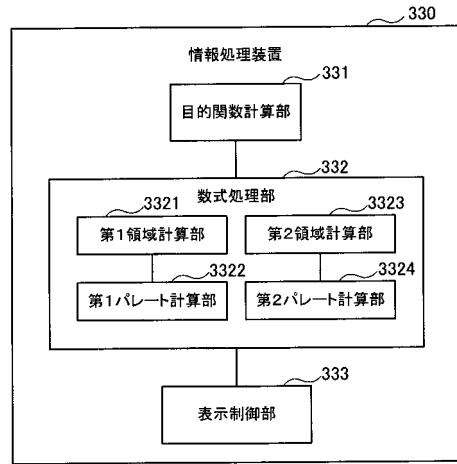 330
情報処理装置
331
目的関数計算部
332
数式処理部
3321
3323
第1領域計算部
第2領域計算部
3322
3324
第1パレート計算部
第2パレート計算部
333
表示制御部